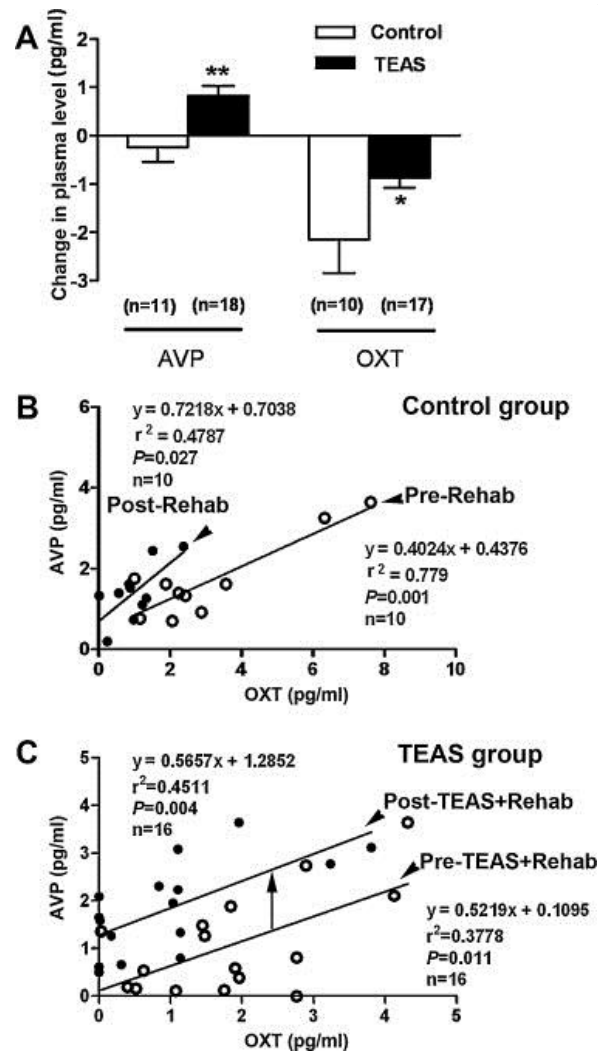 A
Change in plasma level (pg/ml)
2
1
0
-1
-2
-3
Control
TEAS
**
*
(n=11) (n=18) (n=10) (n=17)
AVP OXT
B
Control group
AVP (pg/ml)
6
4
2
0
y = 0.7218x + 0.7038
r² = 0.4787
P=0.027
n=10
Post-Rehab
Pre-Rehab
y = 0.4024x + 0.4376
r² = 0.779
P=0.001
n=10
0 2 4 6 8 10
OXT (pg/ml)
C
TEAS group
AVP (pg/ml)
5
4
3
2
1
0
y = 0.5657x + 1.2852
r²=0.4511
P=0.004
n=16
Post-TEAS+Rehab
Pre-TEAS+Rehab
y = 0.5219x + 0.1095
r²=0.3778
P=0.011
n=16
0 1 2 3 4 5
OXT (pg/ml)